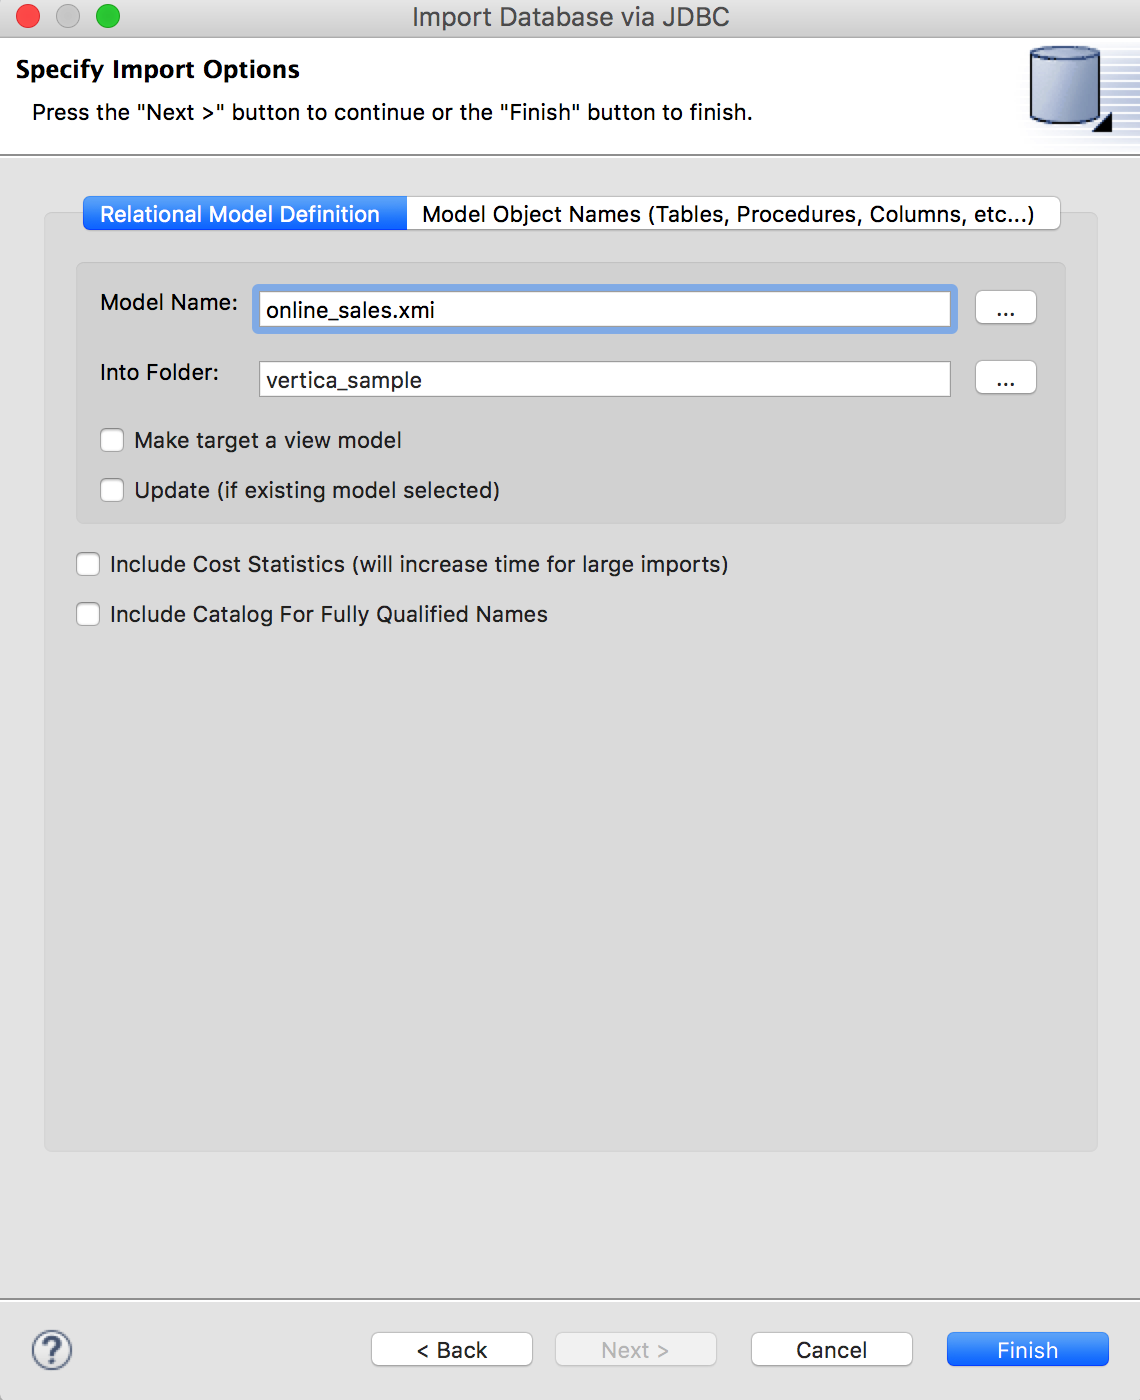 Import Database via JDBC
Specify Import Options
Press the "Next >" button to continue or the "Finish" button to finish.
Relational Model Definition
Model Object Names (Tables, Procedures, Columns, etc...)
Model Name:
online_sales.xmi
...
Into Folder:
vertica_sample
...
Make target a view model
Update (if existing model selected)
Include Cost Statistics (will increase time for large imports)
Include Catalog For Fully Qualified Names
?
< Back
Next >
Cancel
Finish